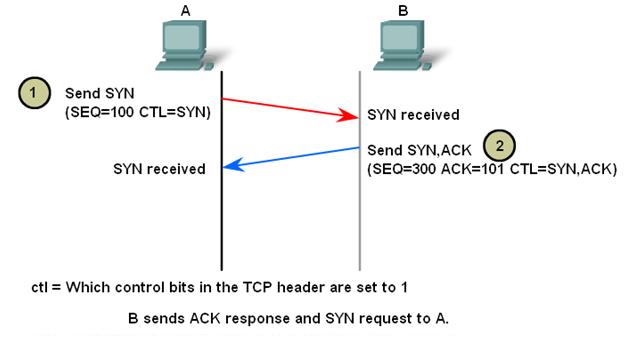 A
B
1
Send SYN
(SEQ=100 CTL=SYN)
SYN received
Send SYN,ACK
2
(SEQ=300 ACK=101 CTL=SYN,ACK)
SYN received
ctl = Which control bits in the TCP header are set to 1
B sends ACK response and SYN request to A.